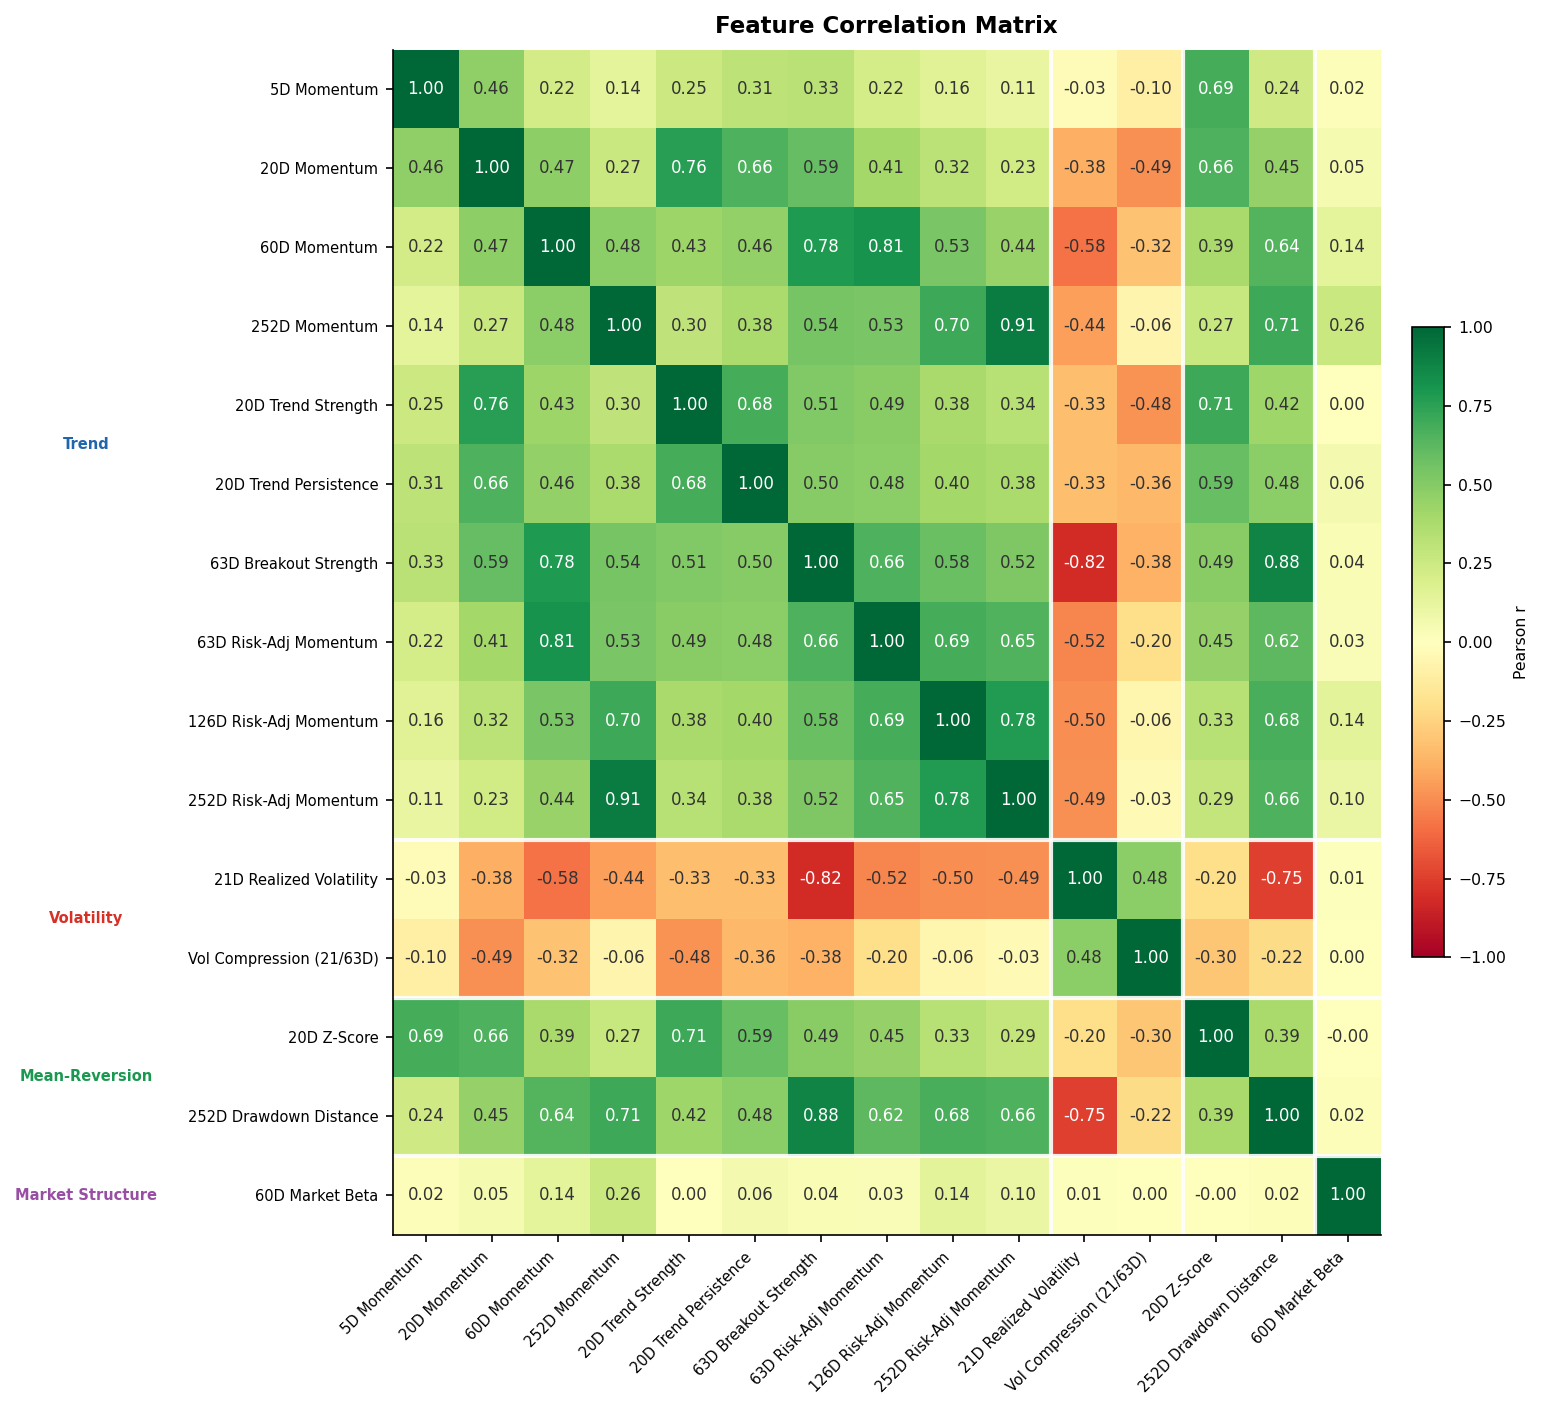 Feature Correlation Matrix
5D Momentum 1.00 0.46 0.22 0.14 0.25 0.31 0.33 0.22 0.16 0.11 -0.03 -0.10 0.69 0.24 0.02
20D Momentum 0.46 1.00 0.47 0.27 0.76 0.66 0.59 0.41 0.32 0.23 -0.38 -0.49 0.66 0.45 0.05
60D Momentum 0.22 0.47 1.00 0.48 0.43 0.46 0.78 0.81 0.53 0.44 -0.58 -0.32 0.39 0.64 0.14
252D Momentum 0.14 0.27 0.48 1.00 0.30 0.38 0.54 0.53 0.70 0.91 -0.44 -0.06 0.27 0.71 0.26
20D Trend Strength 0.25 0.76 0.43 0.30 1.00 0.68 0.51 0.49 0.38 0.34 -0.33 -0.48 0.71 0.42 0.00
Trend
20D Trend Persistence 0.31 0.66 0.46 0.38 0.68 1.00 0.50 0.48 0.40 0.38 -0.33 -0.36 0.59 0.48 0.06
63D Breakout Strength 0.33 0.59 0.78 0.54 0.51 0.50 1.00 0.66 0.58 0.52 -0.82 -0.38 0.49 0.88 0.04
63D Risk-Adj Momentum 0.22 0.41 0.81 0.53 0.49 0.48 0.66 1.00 0.69 0.65 -0.52 -0.20 0.45 0.62 0.03
126D Risk-Adj Momentum 0.16 0.32 0.53 0.70 0.38 0.40 0.58 0.69 1.00 0.78 -0.50 -0.06 0.33 0.68 0.14
252D Risk-Adj Momentum 0.11 0.23 0.44 0.91 0.34 0.38 0.52 0.65 0.78 1.00 -0.49 -0.03 0.29 0.66 0.10
21D Realized Volatility -0.03 -0.38 -0.58 -0.44 -0.33 -0.33 -0.82 -0.52 -0.50 -0.49 1.00 0.48 -0.20 -0.75 0.01
Volatility
Vol Compression (21/63D) -0.10 -0.49 -0.32 -0.06 -0.48 -0.36 -0.38 -0.20 -0.06 -0.03 0.48 1.00 -0.30 -0.22 0.00
20D Z-Score 0.69 0.66 0.39 0.27 0.71 0.59 0.49 0.45 0.33 0.29 -0.20 -0.30 1.00 0.39 -0.00
Mean-Reversion
252D Drawdown Distance 0.24 0.45 0.64 0.71 0.42 0.48 0.88 0.62 0.68 0.66 -0.75 -0.22 0.39 1.00 0.02
Market Structure
60D Market Beta 0.02 0.05 0.14 0.26 0.00 0.06 0.04 0.03 0.14 0.10 0.01 0.00 -0.00 0.02 1.00
5D Momentum
20D Momentum
60D Momentum
252D Momentum
20D Trend Strength
20D Trend Persistence
63D Breakout Strength
63D Risk-Adj Momentum
126D Risk-Adj Momentum
252D Risk-Adj Momentum
21D Realized Volatility
Vol Compression (21/63D)
20D Z-Score
252D Drawdown Distance
60D Market Beta
1.00
0.75
0.50
0.25
0.00
−0.25
−0.50
−0.75
−1.00
Pearson r